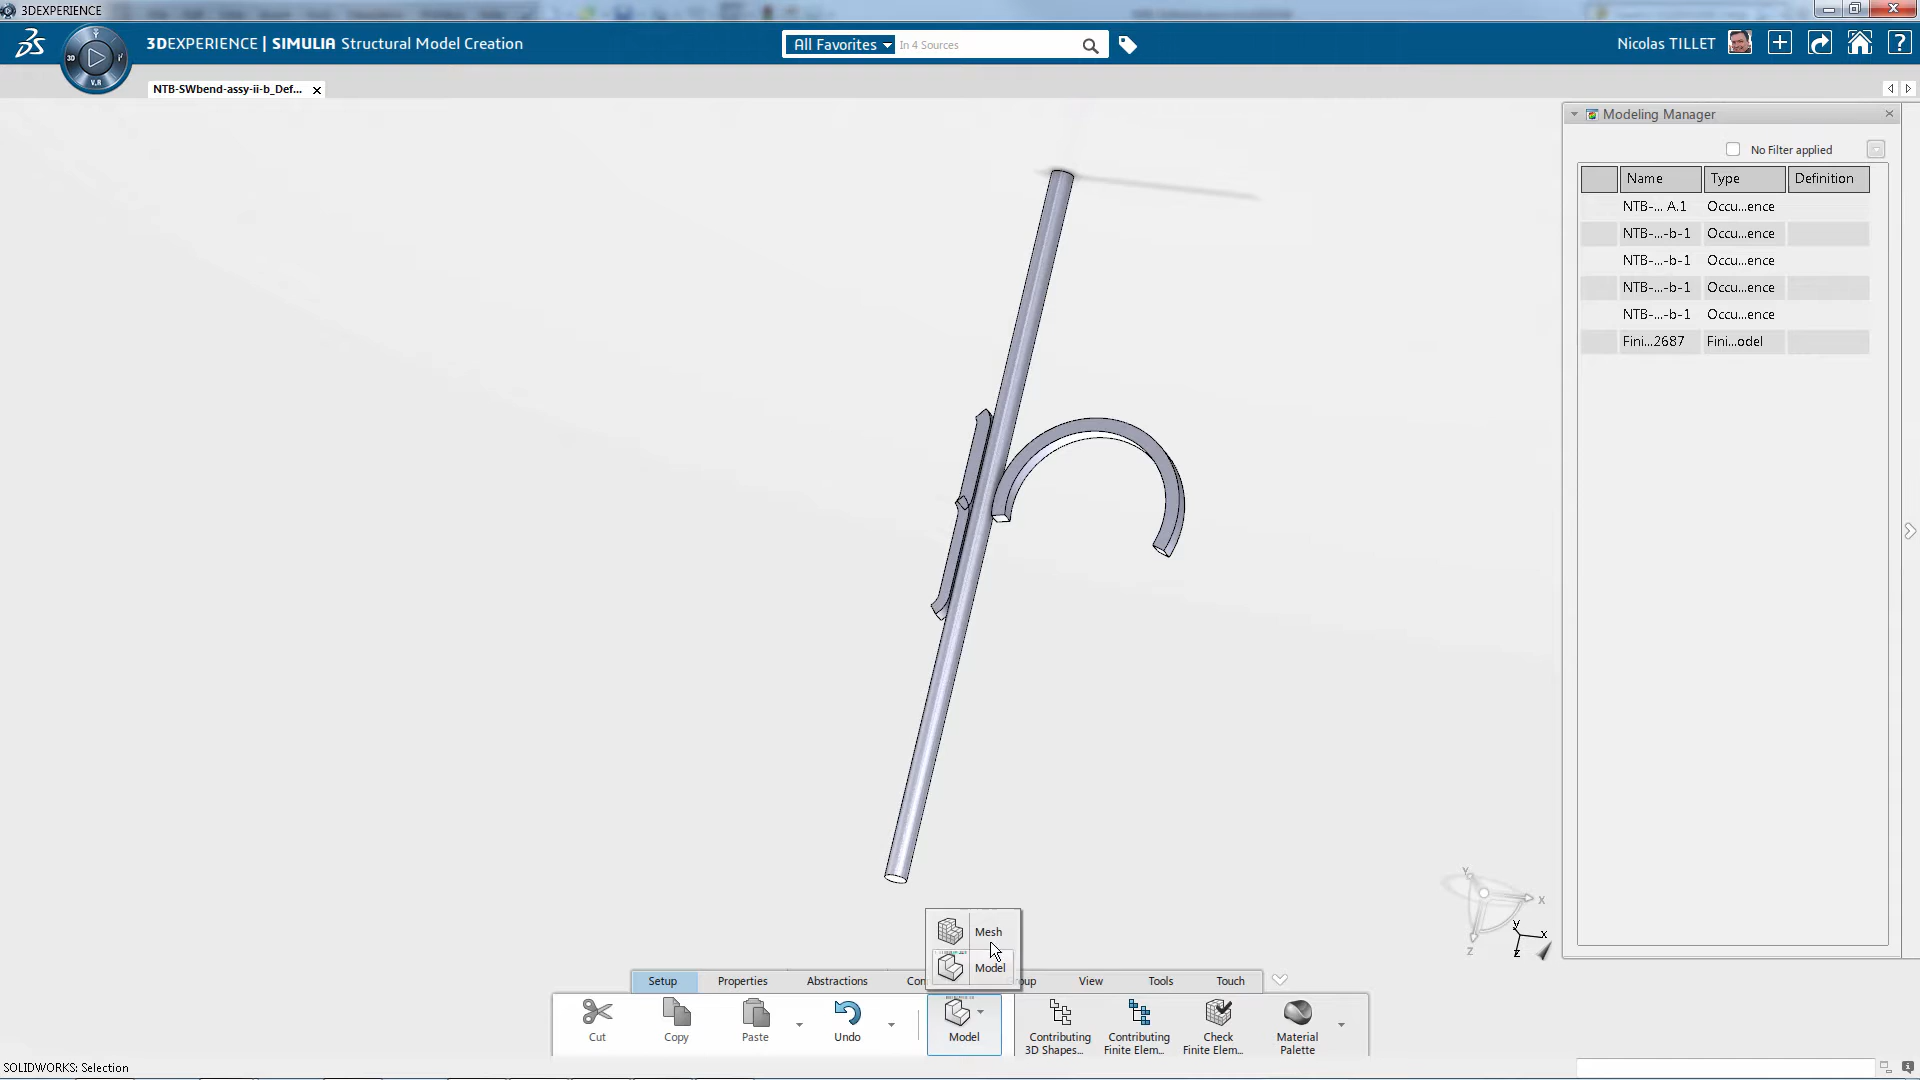 3DEXPERIENCE
3DEXPERIENCE | SIMULIA Structural Model Creation
All Favorites
In 4 Sources
Nicolas TILLET
3D
V.R
NTB-SWbend-assy-ii-b_Def...
Modeling Manager
No Filter applied
Name Type Definition
NTB-... A.1 Occu...ence
NTB-...-b-1 Occu...ence
NTB-...-b-1 Occu...ence
NTB-...-b-1 Occu...ence
NTB-...-b-1 Occu...ence
Fini...2687 Fini...odel
Y
X
Z
Y
X
Z
Mesh
Model
Setup Properties Abstractions Con oup View Tools Touch
Cut
Copy
Paste
Undo
Model
Contributing
3D Shapes...
Contributing
Finite Elem...
Check
Finite Elem...
Material
Palette
SOLIDWORKS: Selection